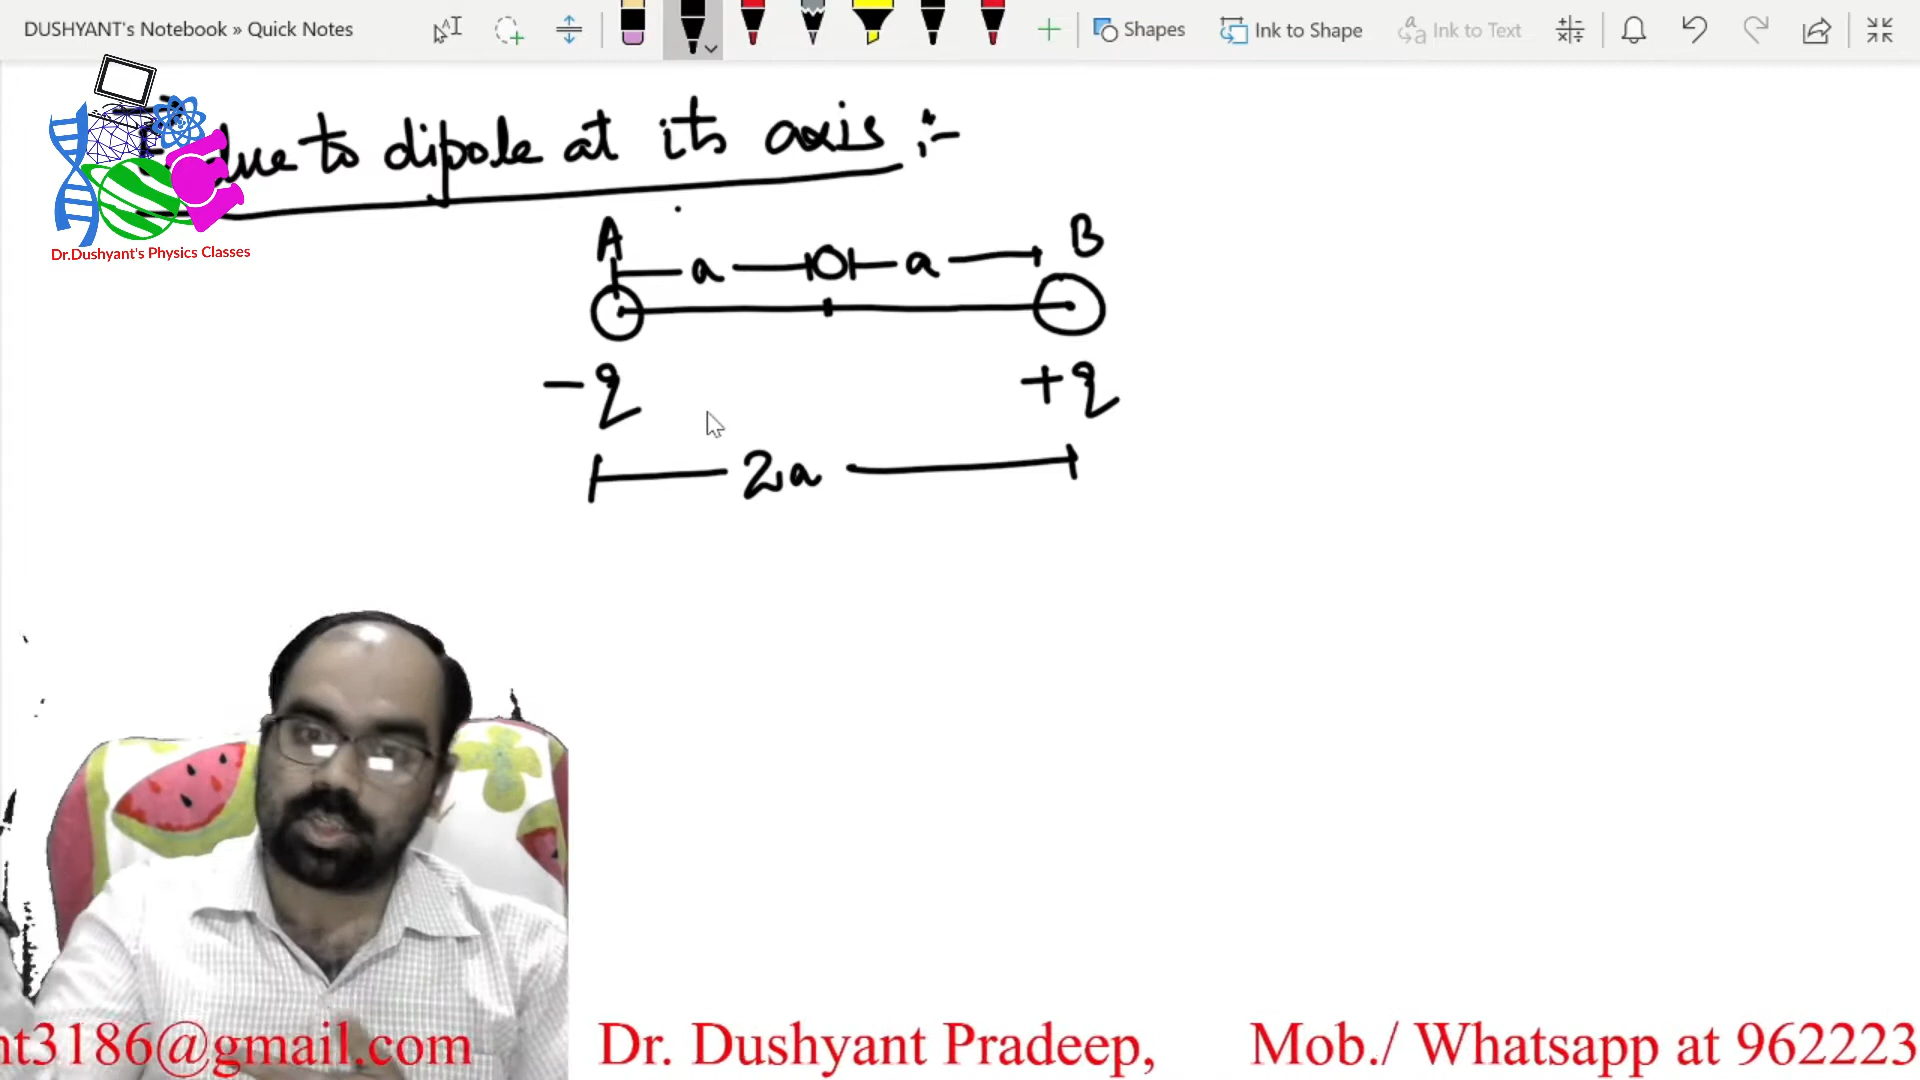 DUSHYANT's Notebook » Quick Notes
Shapes
Ink to Shape
Ink to Text
due to dipole at its axis :-
Dr.Dushyant's Physics Classes
A
B
a
O
a
-q
+q
2a
nt3186@gmail.com Dr. Dushyant Pradeep, Mob./ Whatsapp at 962223